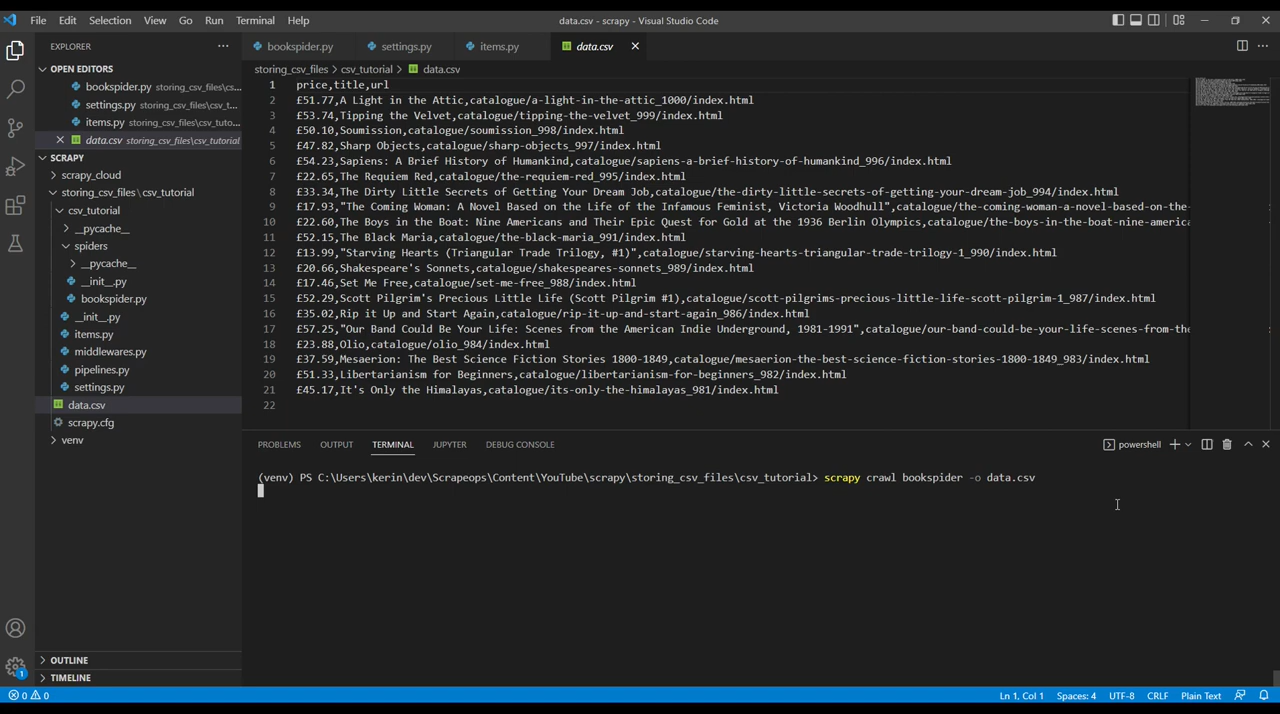 File Edit Selection View Go Run Terminal Help
data.csv - scrapy - Visual Studio Code
EXPLORER
OPEN EDITORS
bookspider.py storing_csv_files\cs...
settings.py storing_csv_files\csv_t...
items.py storing_csv_files\csv_tuto...
data.csv storing_csv_files\csv_tutorial
SCRAPY
scrapy_cloud
storing_csv_files \ csv_tutorial
csv_tutorial
__pycache__
spiders
__pycache__
__init__.py
bookspider.py
__init__.py
items.py
middlewares.py
pipelines.py
settings.py
data.csv
scrapy.cfg
venv
OUTLINE
TIMELINE
bookspider.py settings.py items.py data.csv
storing_csv_files > csv_tutorial > data.csv
1 price,title,url
2 £51.77,A Light in the Attic,catalogue/a-light-in-the-attic_1000/index.html
3 £53.74,Tipping the Velvet,catalogue/tipping-the-velvet_999/index.html
4 £50.10,Soumission,catalogue/soumission_998/index.html
5 £47.82,Sharp Objects,catalogue/sharp-objects_997/index.html
6 £54.23,Sapiens: A Brief History of Humankind,catalogue/sapiens-a-brief-history-of-humankind_996/index.html
7 £22.65,The Requiem Red,catalogue/the-requiem-red_995/index.html
8 £33.34,The Dirty Little Secrets of Getting Your Dream Job,catalogue/the-dirty-little-secrets-of-getting-your-dream-job_994/index.html
9 £17.93,"The Coming Woman: A Novel Based on the Life of the Infamous Feminist, Victoria Woodhull",catalogue/the-coming-woman-a-novel-based-on-the-
10 £22.60,The Boys in the Boat: Nine Americans and Their Epic Quest for Gold at the 1936 Berlin Olympics,catalogue/the-boys-in-the-boat-nine-america
11 £52.15,The Black Maria,catalogue/the-black-maria_991/index.html
12 £13.99,"Starving Hearts (Triangular Trade Trilogy, #1)",catalogue/starving-hearts-triangular-trade-trilogy-1_990/index.html
13 £20.66,Shakespeare's Sonnets,catalogue/shakespeares-sonnets_989/index.html
14 £17.46,Set Me Free,catalogue/set-me-free_988/index.html
15 £52.29,Scott Pilgrim's Precious Little Life (Scott Pilgrim #1),catalogue/scott-pilgrims-precious-little-life-scott-pilgrim-1_987/index.html
16 £35.02,Rip it Up and Start Again,catalogue/rip-it-up-and-start-again_986/index.html
17 £57.25,"Our Band Could Be Your Life: Scenes from the American Indie Underground, 1981-1991",catalogue/our-band-could-be-your-life-scenes-from-the
18 £23.88,Olio,catalogue/olio_984/index.html
19 £37.59,Mesaerion: The Best Science Fiction Stories 1800-1849,catalogue/mesaerion-the-best-science-fiction-stories-1800-1849_983/index.html
20 £51.33,Libertarianism for Beginners,catalogue/libertarianism-for-beginners_982/index.html
21 £45.17,It's Only the Himalayas,catalogue/its-only-the-himalayas_981/index.html
22
PROBLEMS OUTPUT TERMINAL JUPYTER DEBUG CONSOLE
powershell
(venv) PS C:\Users\kerin\dev\Scrapeops\Content\YouTube\scrapy\storing_csv_files\csv_tutorial> scrapy crawl bookspider -o data.csv
1
0 0
Ln 1, Col 1 Spaces: 4 UTF-8 CRLF Plain Text